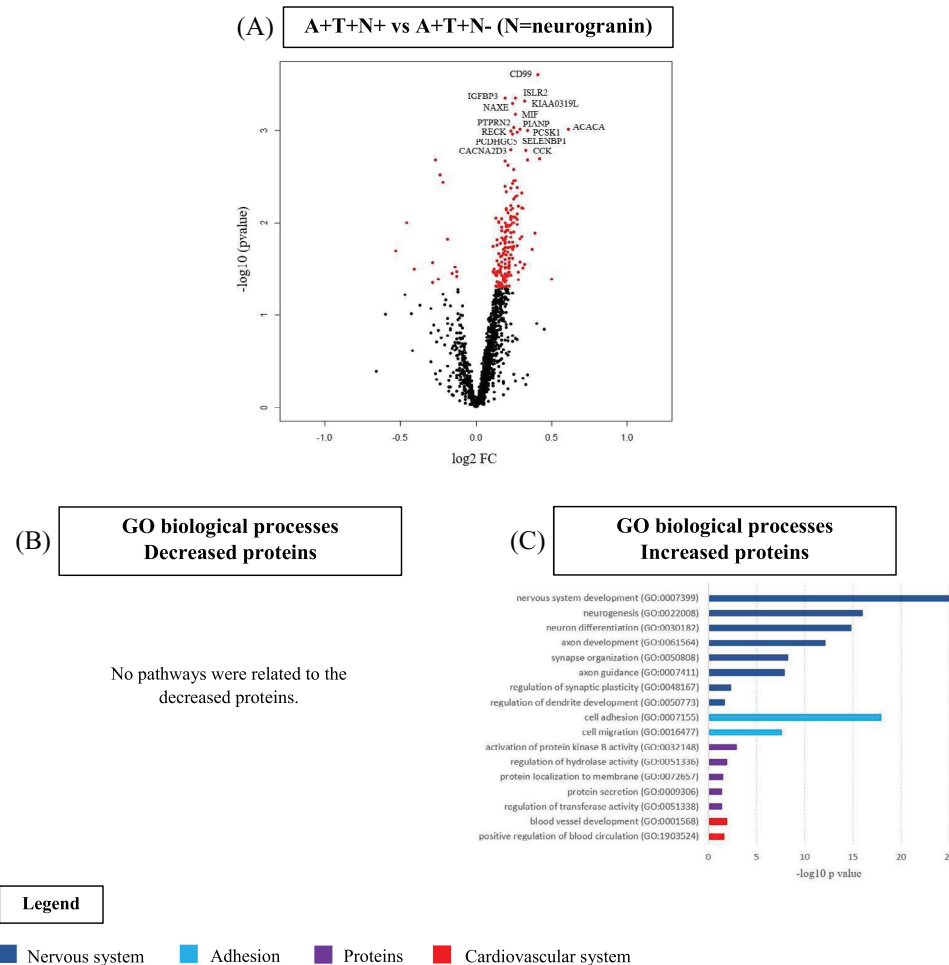 (A)
A+T+N+ vs A+T+N- (N=neurogranin)
CD99
IGFBP3
ISLR2
NAXE
KIAA0319L
MIF
PTPRN2
PIANP
ACACA
RECK
PCSK1
PCDHGC5
SELENBP1
CACNA2D3
CCK
-log10 (pvalue)
3
2
1
0
-1.0 -0.5 0.0 0.5 1.0
log2 FC
(B)
GO biological processes
Decreased proteins
No pathways were related to the
decreased proteins.
(C)
GO biological processes
Increased proteins
nervous system development (GO:0007399)
neurogenesis (GO:0022008)
neuron differentiation (GO:0030182)
axon development (GO:0061564)
synapse organization (GO:0050808)
axon guidance (GO:0007411)
regulation of synaptic plasticity (GO:0048167)
regulation of dendrite development (GO:0050773)
cell adhesion (GO:0007155)
cell migration (GO:0016477)
activation of protein kinase B activity (GO:0032148)
regulation of hydrolase activity (GO:0051336)
protein localization to membrane (GO:0072657)
protein secretion (GO:0009306)
regulation of transferase activity (GO:0051338)
blood vessel development (GO:0001568)
positive regulation of blood circulation (GO:1903524)
0 5 10 15 20
-log10 p value
Legend
Nervous system
Adhesion
Proteins
Cardiovascular system